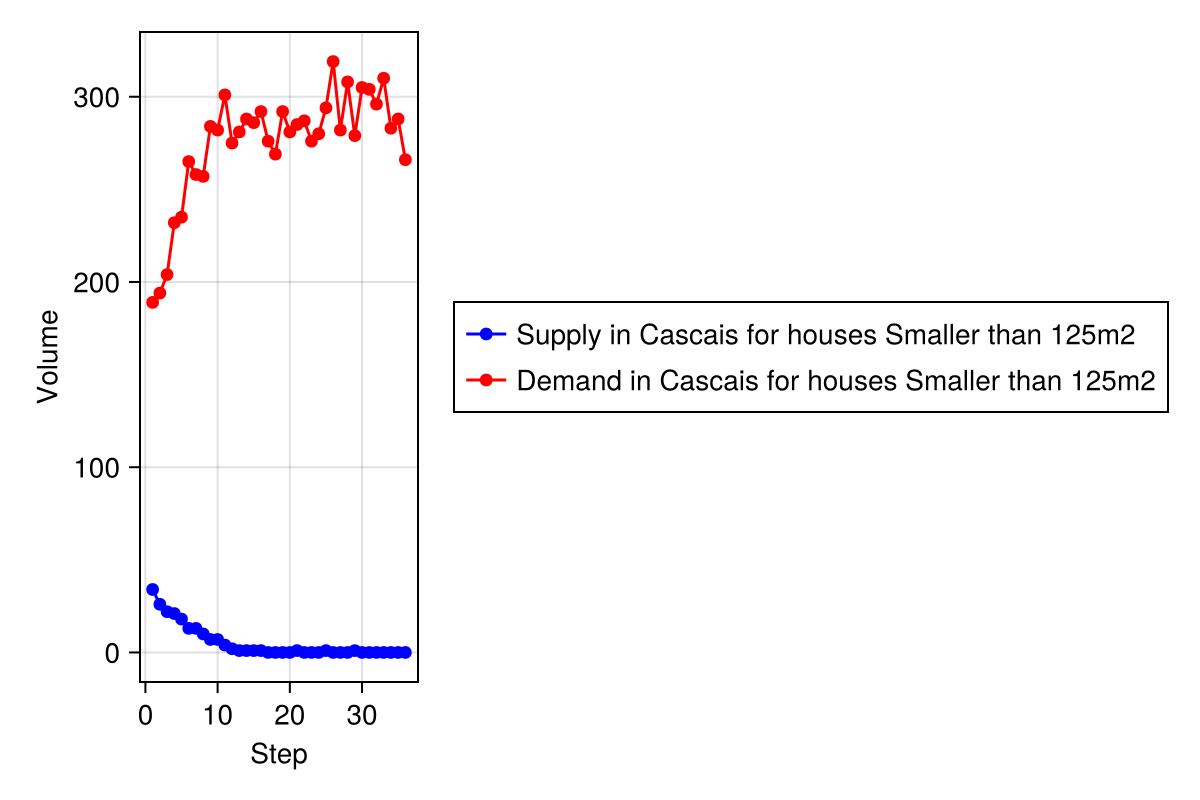 300
200
100
0
Volume
0 10 20 30
Step
Supply in Cascais for houses Smaller than 125m2
Demand in Cascais for houses Smaller than 125m2